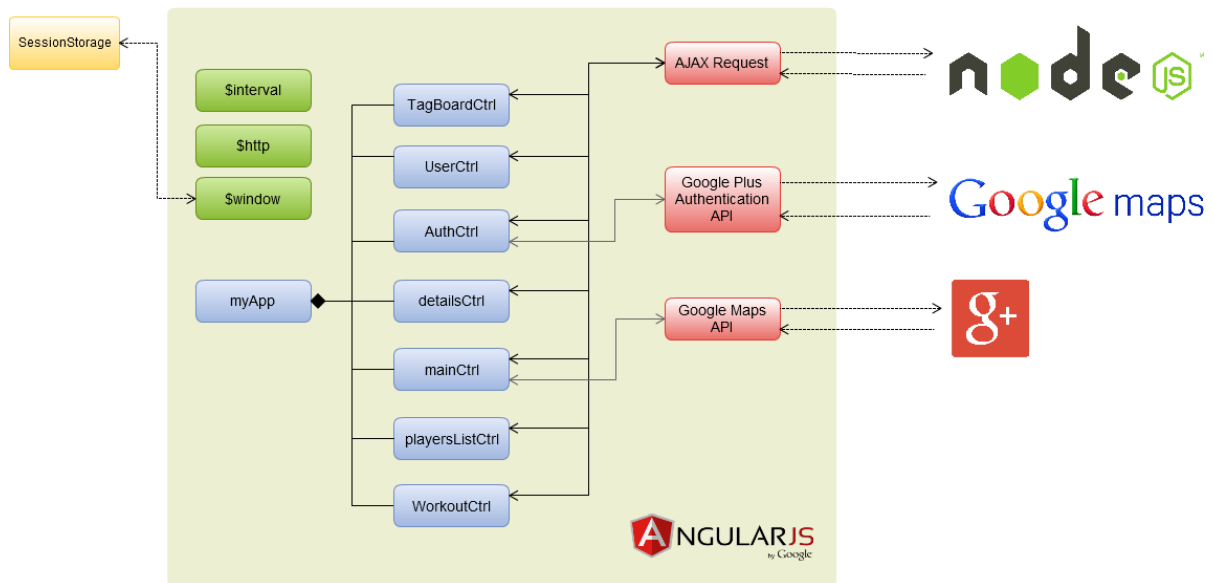 SessionStorage
$interval
$http
$window
myApp
TagBoardCtrl
UserCtrl
AuthCtrl
detailsCtrl
mainCtrl
playersListCtrl
WorkoutCtrl
AJAX Request
Google Plus
Authentication
API
Google Maps
API
node
JS
Google maps
g+
ANGULARJS
by Google